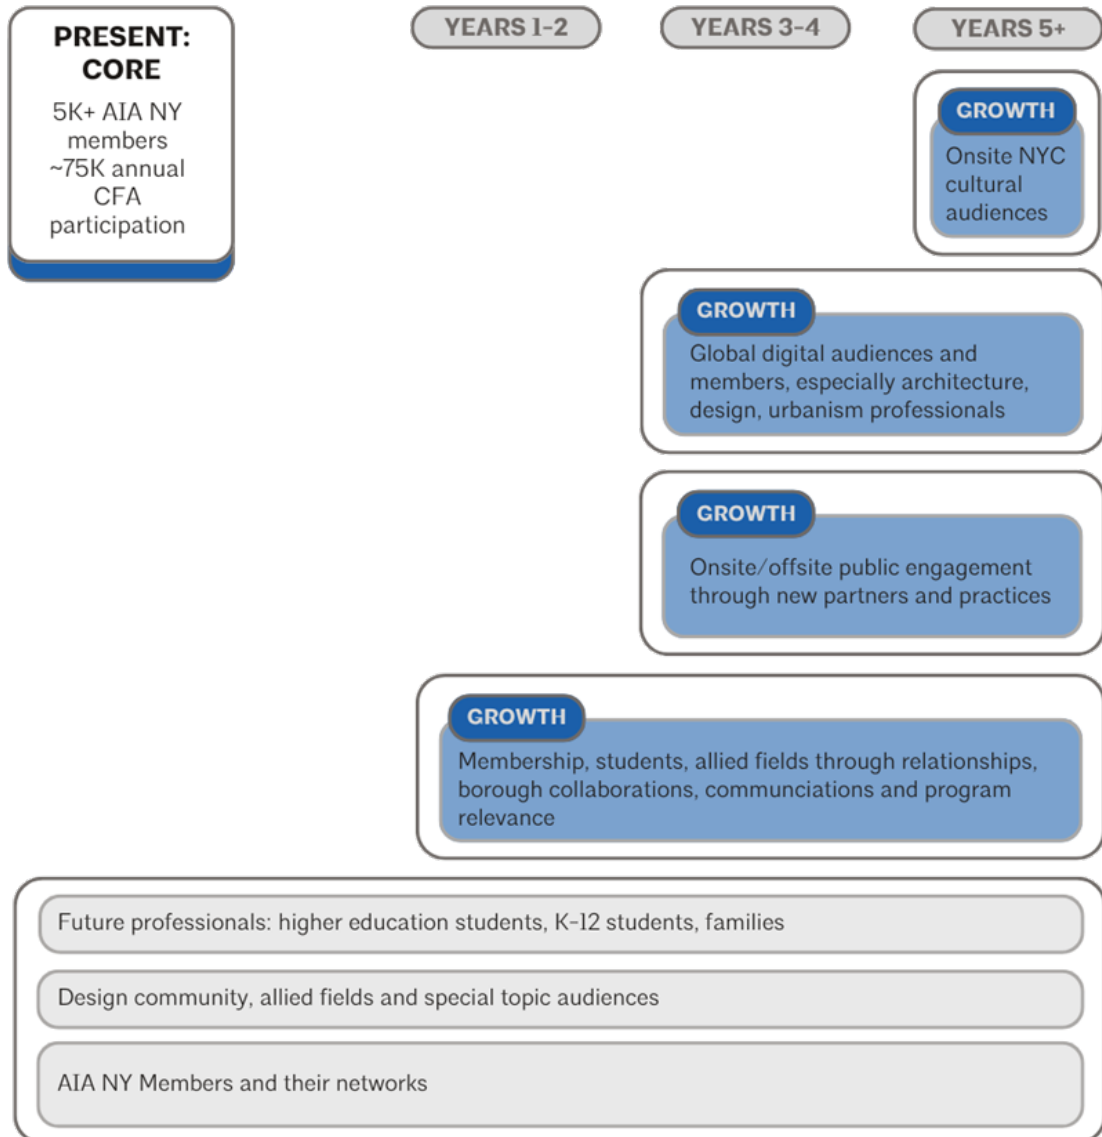 PRESENT:
CORE
5K+ AIA NY
members
~75K annual
CFA
participation
YEARS 1-2
YEARS 3-4
YEARS 5+
GROWTH
Onsite NYC
cultural
audiences
GROWTH
Global digital audiences and
members, especially architecture,
design, urbanism professionals
GROWTH
Onsite/offsite public engagement
through new partners and practices
GROWTH
Membership, students, allied fields through relationships,
borough collaborations, communciations and program
relevance
Future professionals: higher education students, K-12 students, families
Design community, allied fields and special topic audiences
AIA NY Members and their networks